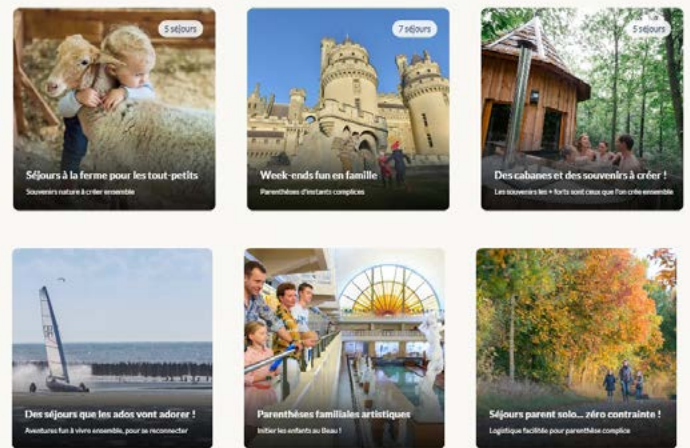 5 séjours
Séjours à la ferme pour les tout-petits
Souvenirs nature à créer ensemble
7 séjours
Week-ends fun en famille
Parenthèses d'instants complices
5 séjours
Des cabanes et des souvenirs à créer !
Les souvenirs les + forts sont ceux que l'on crée ensemble
Des séjours que les ados vont adorer !
Aventures fun à vivre ensemble, pour se reconnecter
Parenthèses familiales artistiques
Initier les enfants au Beau !
Séjours parent solo... zéro contrainte !
Logistique facilitée pour parenthèse complice